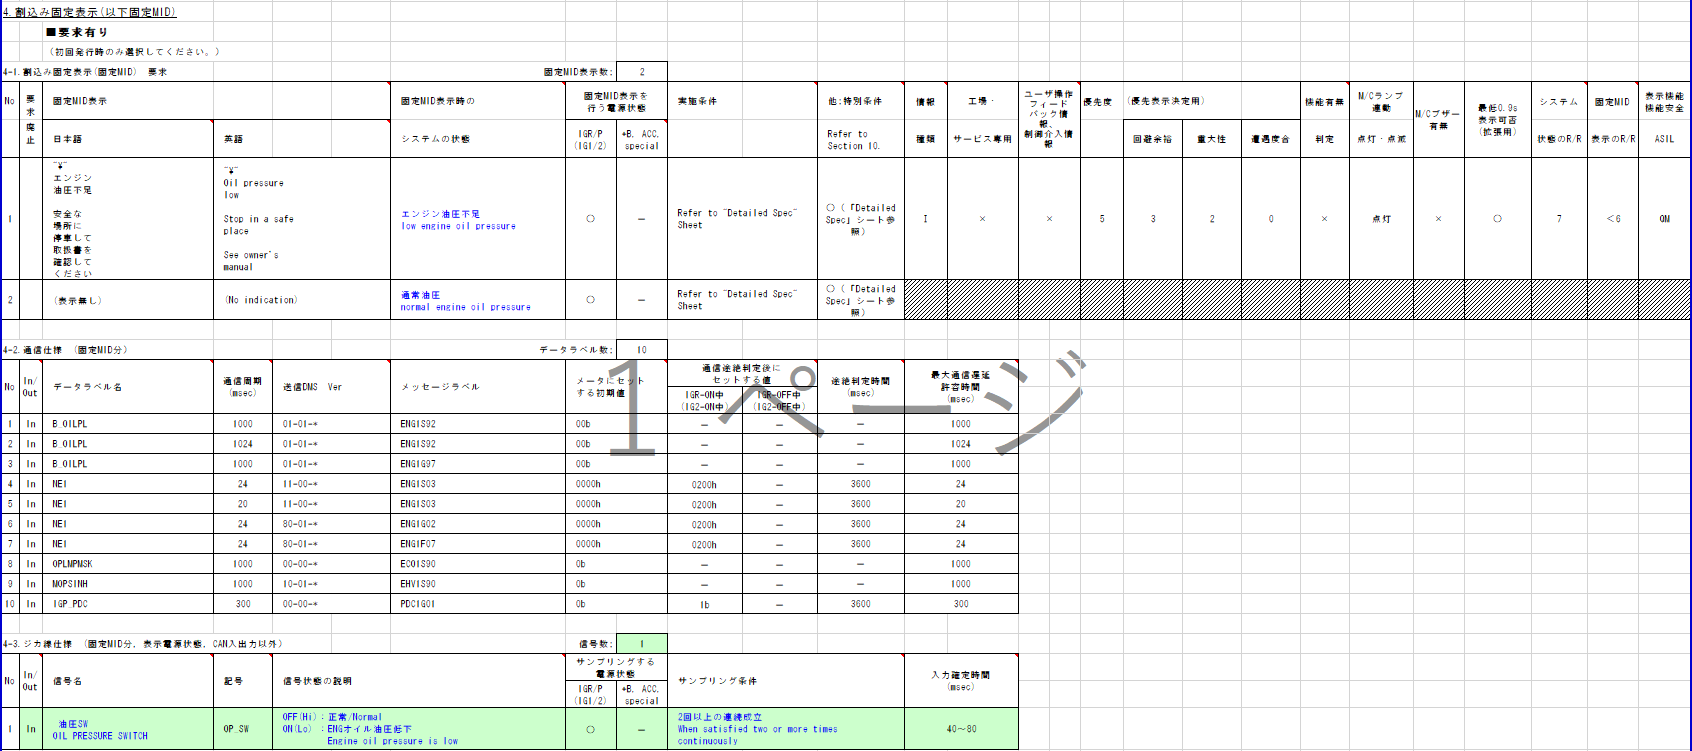 4. 割込み固定表示(以下固定MID)
■要求有り
（初回発行時のみ選択してください。）
4-1. 割込み固定表示(固定MID)　要求　固定MID表示数:　2
No　要求　廃止　固定MID表示　日本語　英語　固定MID表示時の　システムの状態　固定MID表示を行う電源状態　IGR/P (IG1/2)　+B, ACC, special　実施条件　他:特別条件　Refer to Section 10.　情報　種類　工場・　サービス専用　ユーザ操作フィードバック情報、制御介入情報　優先度　(優先表示決定用)　回避余裕　重大性　遭遇度合　機能有無　判定　M/Cランプ連動　点灯・点滅　M/Cブザー有無　最低0.9s表示可否(拡張用)　システム　状態のR/R　固定MID　表示のR/R　表示機能機能安全　ASIL
1　エンジン
油圧不足
安全な
場所に
停車して
取扱書を
確認して
ください
Oil pressure
low
Stop in a safe
place
See owner's
manual
エンジン油圧不足
low engine oil pressure
○　－　Refer to "Detailed Spec" Sheet　○（「Detailed Spec」シート参照）　I　×　×　5　3　2　0　×　点灯　×　○　7　<6　QM
2　（表示無し）　(No indication)　通常油圧
normal engine oil pressure
○　－　Refer to "Detailed Spec" Sheet　○（「Detailed Spec」シート参照）
4-2. 通信仕様　（固定MID分）　データラベル数:　10
No　In/Out　データラベル名　通信周期 (msec)　送信DMS　Ver　メッセージラベル　メータにセットする初期値　通信途絶判定後にセットする値　IGR-ON中 (IG2-ON中)　IGR-OFF中 (IG2-OFF中)　途絶判定時間 (msec)　最大通信遅延許容時間 (msec)
1　In　B_OILPL　1000　01-01-*　ENG1S92　00b　－　－　－　1000
2　In　B_OILPL　1024　01-01-*　ENG1S92　00b　－　－　－　1024
3　In　B_OILPL　1000　01-01-*　ENG1G97　00b　－　－　－　1000
4　In　NE1　24　11-00-*　ENG1S03　0000h　0200h　－　3600　24
5　In　NE1　20　11-00-*　ENG1S03　0000h　0200h　－　3600　20
6　In　NE1　24　80-01-*　ENG1G02　0000h　0200h　－　3600　24
7　In　NE1　24　80-01-*　ENG1F07　0000h　0200h　－　3600　24
8　In　OPLMPMSK　1000　00-00-*　ECO1S90　0b　－　－　－　1000
9　In　MOPSINH　1000　10-01-*　EHV1S90　0b　－　－　－　1000
10　In　IGP_PDC　300　00-00-*　PDC1G01　0b　1b　－　3600　300
1 ページ
4-3. ジカ線仕様　（固定MID分, 表示電源状態, CAN入出力以外）　信号数:　1
No　In/Out　信号名　記号　信号状態の説明　サンプリングする電源状態　IGR/P (IG1/2)　+B, ACC, special　サンプリング条件　入力確定時間 (msec)
1　In　油圧SW
OIL PRESSURE SWITCH
OP_SW
OFF(Hi) : 正常/Normal
ON(Lo) : ENGオイル油圧低下
Engine oil pressure is low
○　－
2回以上の連続成立
When satisfied two or more times
continuously
40～80